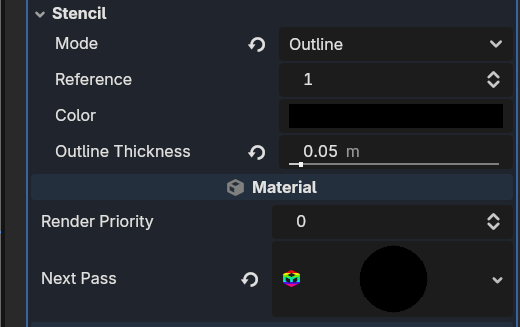 Stencil
Mode Outline
Reference 1
Color
Outline Thickness 0.05 m
Material
Render Priority 0
Next Pass